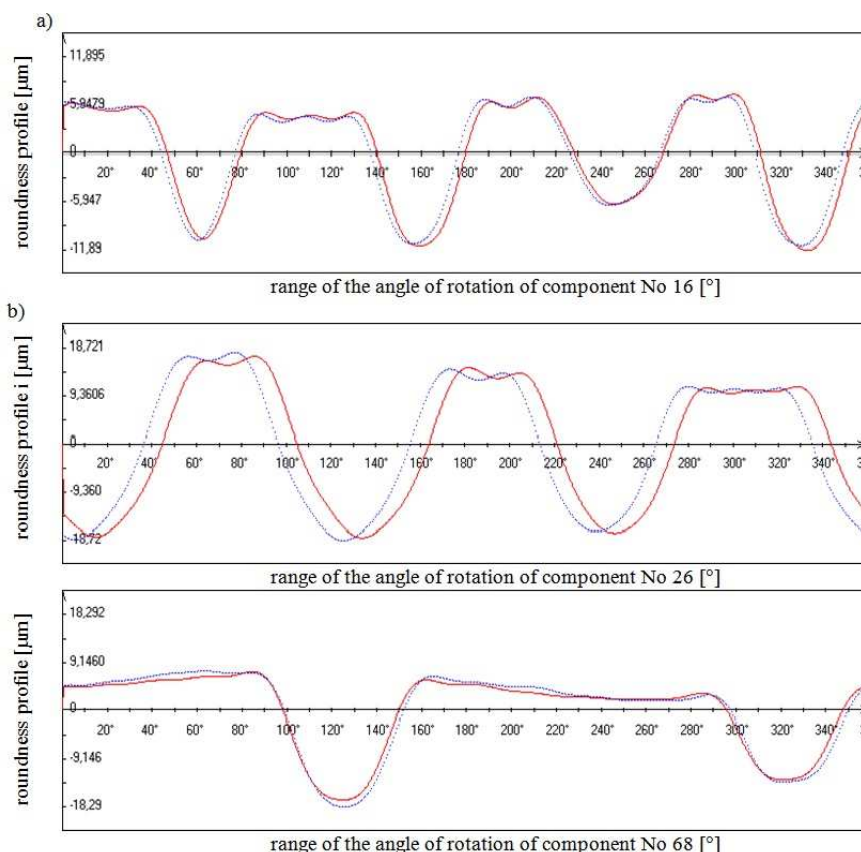 a)
roundness profile [µm]
11,895
5,9479
0
-5,947
-11,89
20° 40° 60° 80° 100° 120° 140° 160° 180° 200° 220° 240° 260° 280° 300° 320° 340° 36
range of the angle of rotation of component No 16 [°]
b)
roundness profile i [µm]
18,721
9,3606
0
-9,360
-18,72
20° 40° 60° 80° 100° 120° 140° 160° 180° 200° 220° 240° 260° 280° 300° 320° 340° 36
range of the angle of rotation of component No 26 [°]
roundness profile [µm]
18,292
9,1460
0
-9,146
-18,29
20° 40° 60° 80° 100° 120° 140° 160° 180° 200° 220° 240° 260° 280° 300° 320° 340° 36
range of the angle of rotation of component No 68 [°]